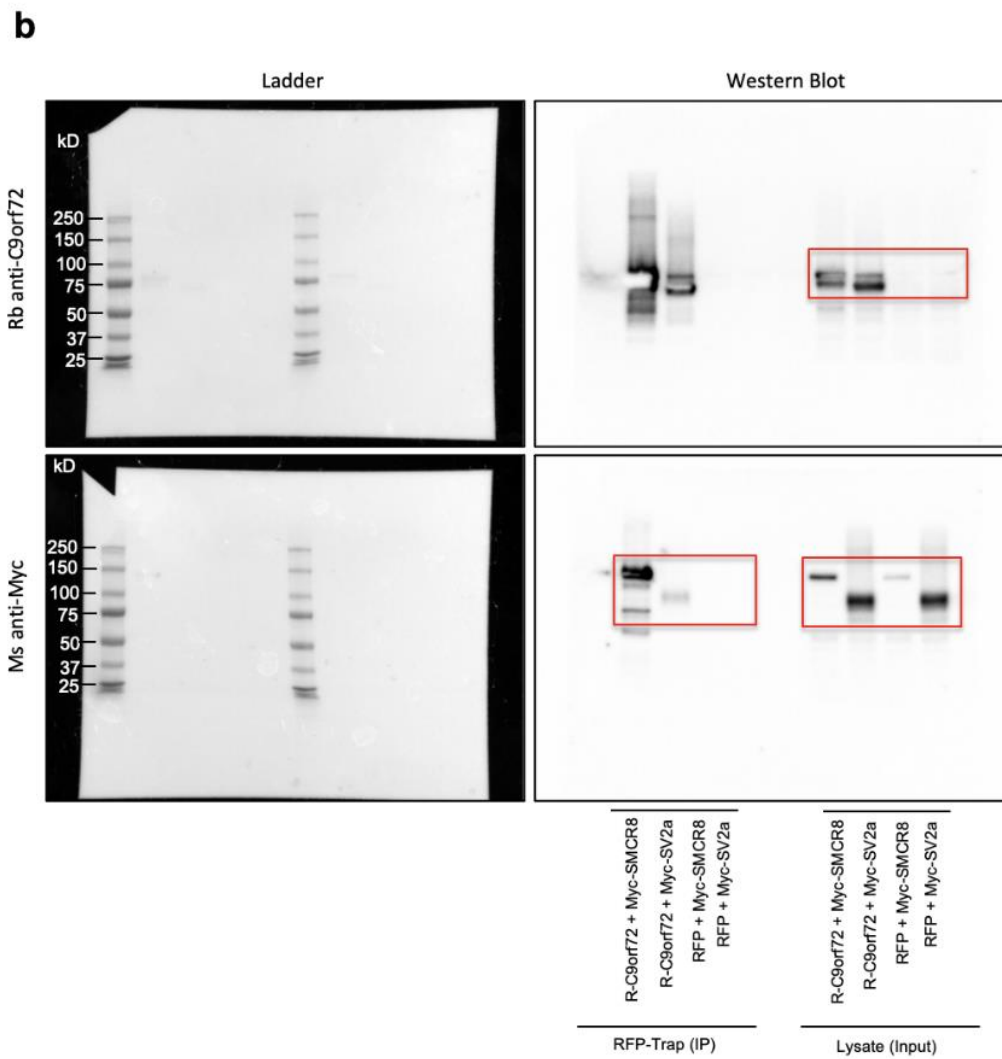 b
Ladder
Western Blot
Rb anti-C9orf72
kD
250
150
100
75
50
37
25
Ms anti-Myc
kD
250
150
100
75
50
37
25
R-C9orf72 + Myc-SMCR8
R-C9orf72 + Myc-SV2a
RFP + Myc-SMCR8
RFP + Myc-SV2a
R-C9orf72 + Myc-SMCR8
R-C9orf72 + Myc-SV2a
RFP + Myc-SMCR8
RFP + Myc-SV2a
RFP-Trap (IP)
Lysate (Input)